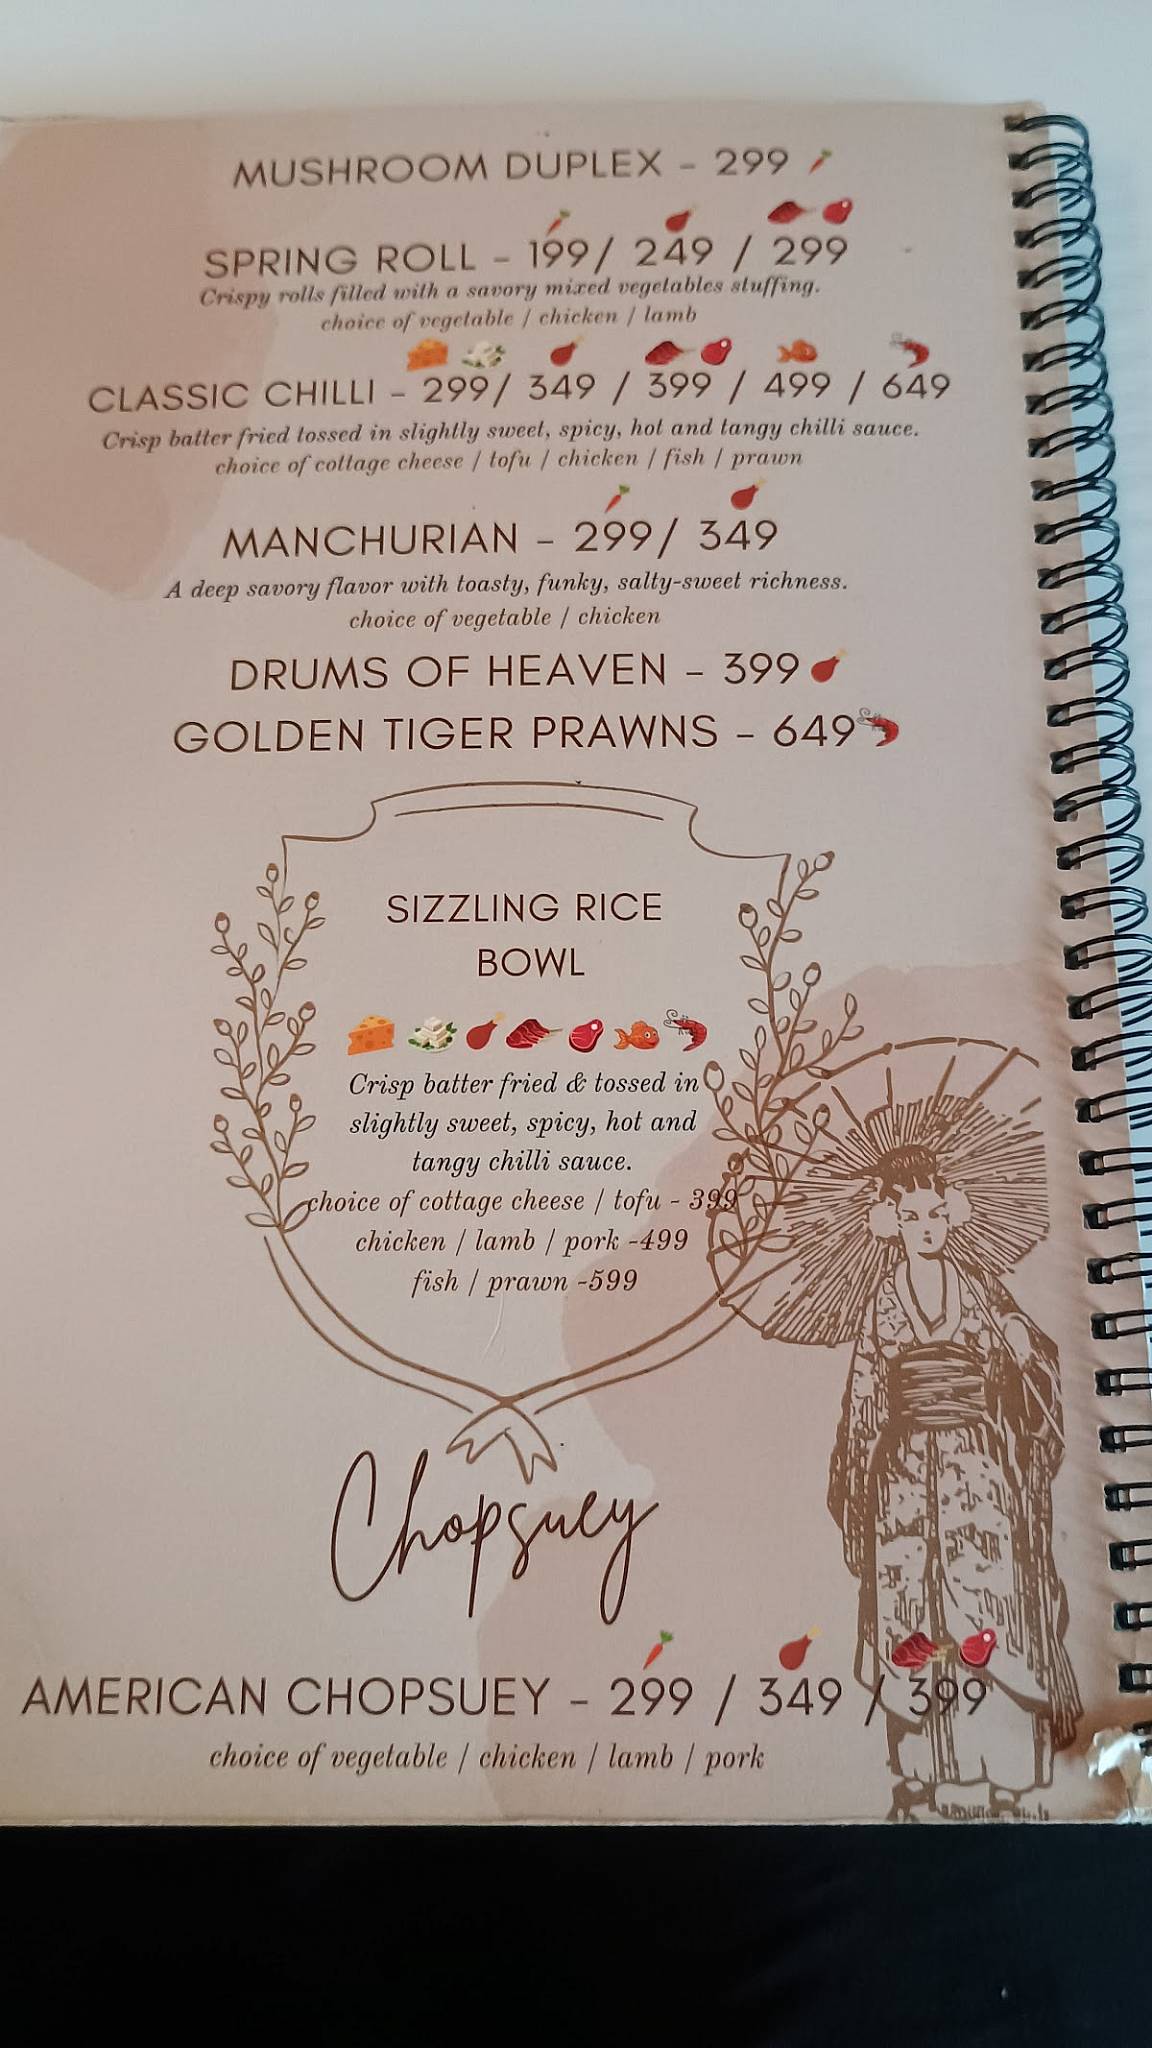 MUSHROOM DUPLEX - 299
SPRING ROLL - 199/ 249 / 299
Crispy rolls filled with a savory mixed vegetables stuffing.
choice of vegetable / chicken / lamb
CLASSIC CHILLI - 299/ 349 / 399 / 499 / 649
Crisp batter fried tossed in slightly sweet, spicy, hot and tangy chilli sauce.
choice of cottage cheese / tofu / chicken / fish / prawn
MANCHURIAN - 299/ 349
A deep savory flavor with toasty, funky, salty-sweet richness.
choice of vegetable / chicken
DRUMS OF HEAVEN - 399
GOLDEN TIGER PRAWNS - 649
SIZZLING RICE
BOWL
Crisp batter fried & tossed in
slightly sweet, spicy, hot and
tangy chilli sauce.
choice of cottage cheese / tofu - 399
chicken / lamb / pork -499
fish / prawn -599
Chopsuey
AMERICAN CHOPSUEY - 299 / 349 / 399
choice of vegetable / chicken / lamb / pork